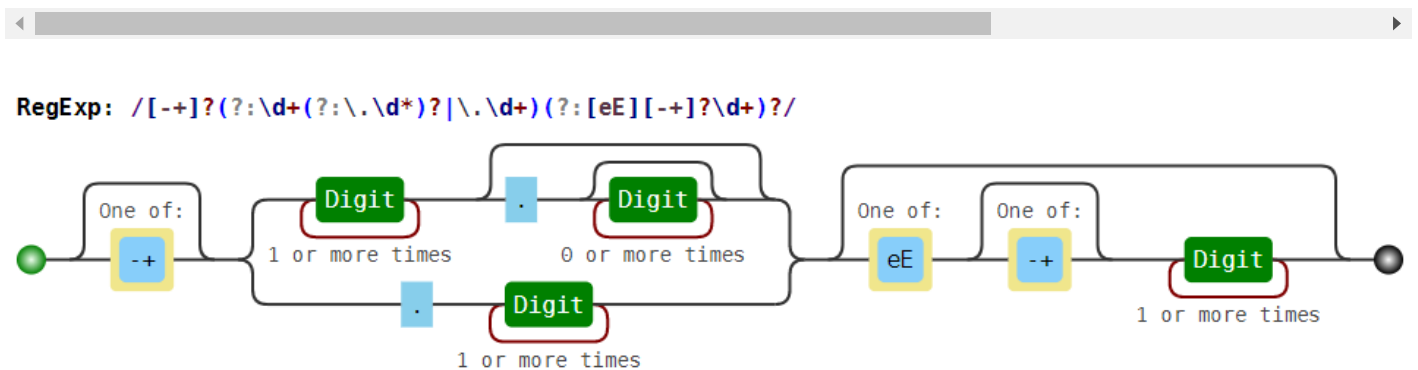 RegExp: /[-+]?(?:\d+(?:\.\d*)?|\.\d+)(?:[eE][-+]?\d+)?/
One of:
-+
Digit
1 or more times
.
Digit
0 or more times
.
Digit
1 or more times
One of:
eE
One of:
-+
Digit
1 or more times